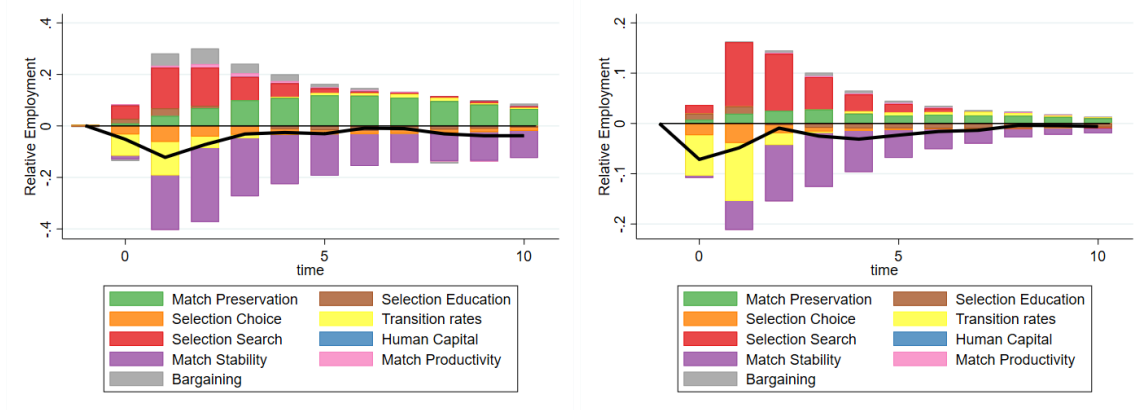 .4
.2
0
-.2
-.4
Relative Employment
0
5
10
time
Match Preservation
Selection Education
Selection Choice
Transition rates
Selection Search
Human Capital
Match Stability
Match Productivity
Bargaining
.2
.1
0
-.1
-.2
Relative Employment
0
5
10
time
Match Preservation
Selection Education
Selection Choice
Transition rates
Selection Search
Human Capital
Match Stability
Match Productivity
Bargaining